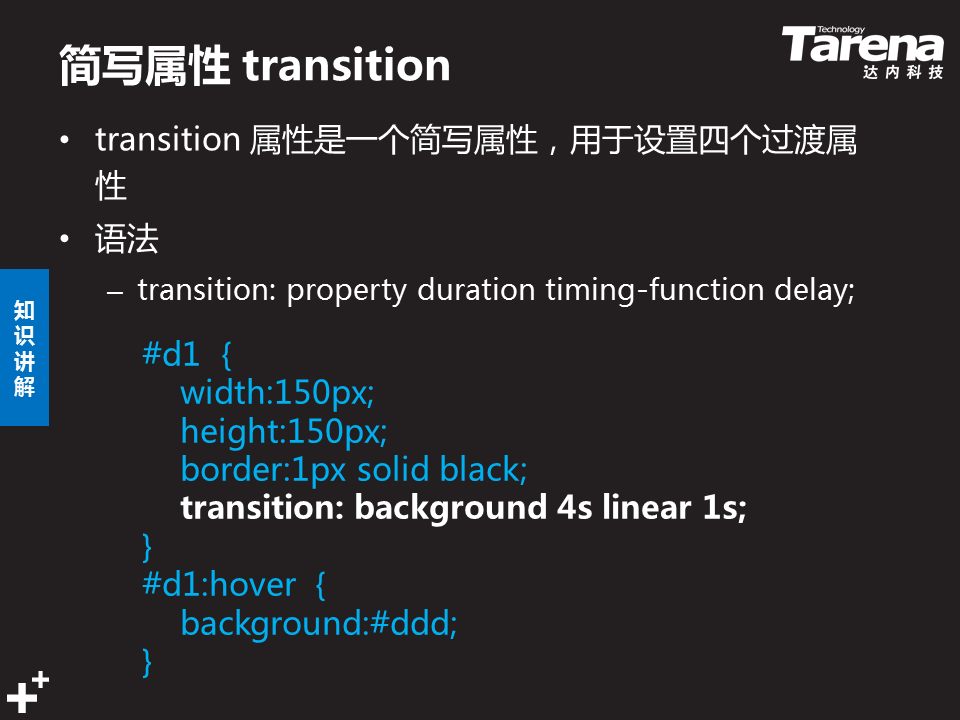 简写属性 transition
Technology
Tarena
达内科技
• transition 属性是一个简写属性，用于设置四个过渡属
性
• 语法
– transition: property duration timing-function delay;
知
识
讲
解
#d1 {
width:150px;
height:150px;
border:1px solid black;
transition: background 4s linear 1s;
}
#d1:hover {
background:#ddd;
}